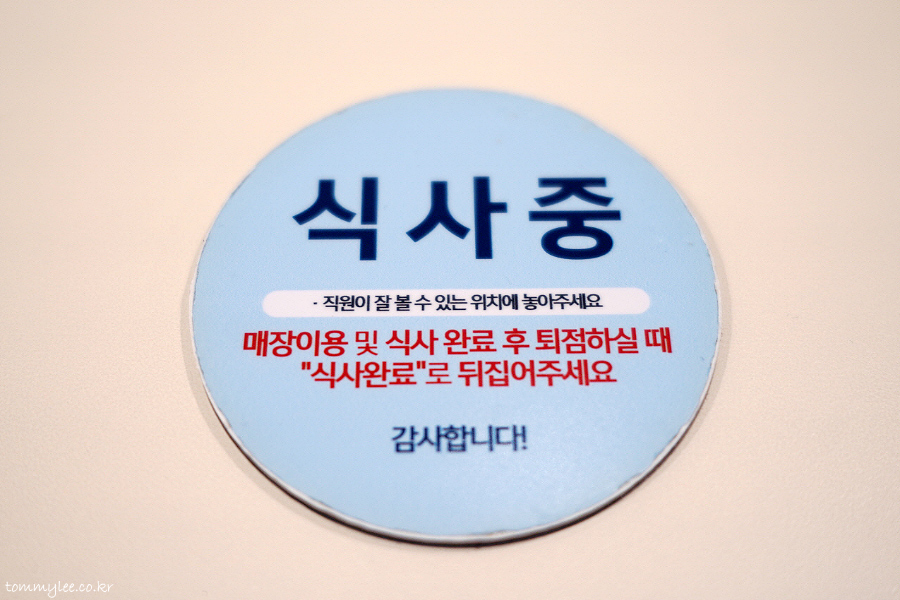 식사중
· 직원이 잘 볼 수 있는 위치에 놓아주세요
매장이용 및 식사 완료 후 퇴점하실 때
"식사완료"로 뒤집어주세요
감사합니다!
tommylee.co.kr